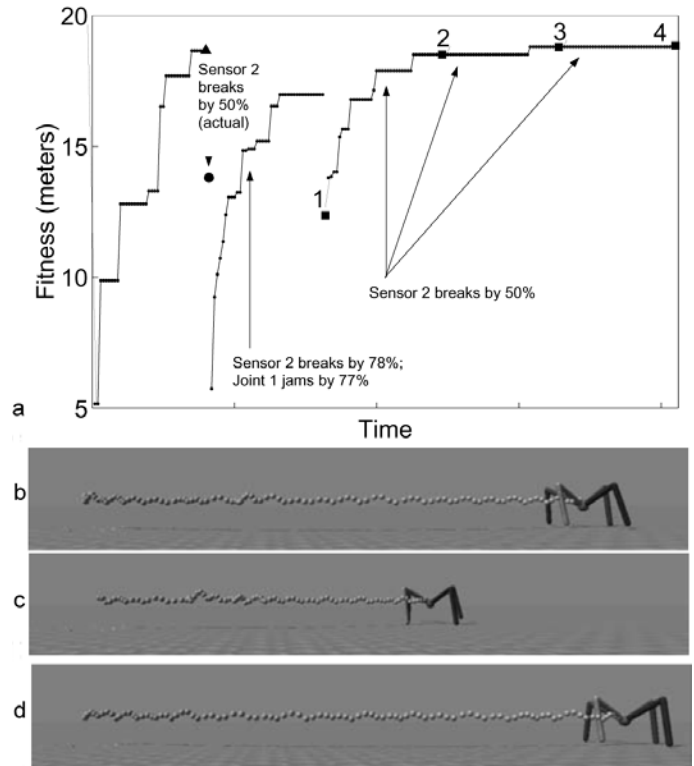 20
15
10
5
Fitness (meters)
Time
Sensor 2
breaks
by 50%
(actual)
1
2
3
4
Sensor 2 breaks by 50%
Sensor 2 breaks by 78%;
Joint 1 jams by 77%
a
b
c
d